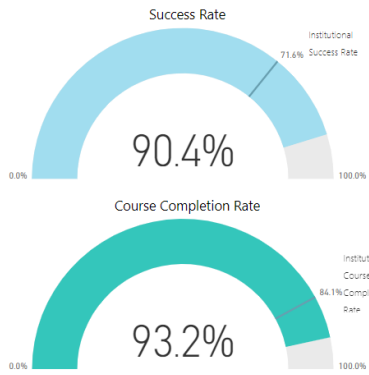 Success Rate
Institutional
71.6% Success Rate
90.4%
0.0% 100.0%
Course Completion Rate
Institut
Course
84.1% Compl
Rate
93.2%
0.0% 100.0%